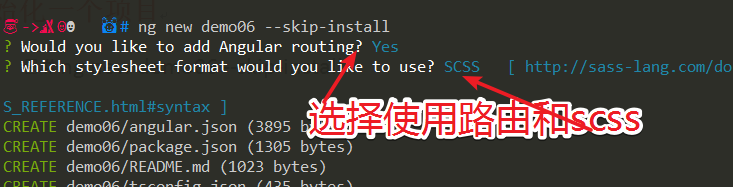 ng new demo06 --skip-install
? Would you like to add Angular routing? Yes
? Which stylesheet format would you like to use? SCSS [ http://sass-lang.com/do
S_REFERENCE.html#syntax ]
选择使用路由和scss
CREATE demo06/angular.json (3895 bytes)
CREATE demo06/package.json (1305 bytes)
CREATE demo06/README.md (1023 bytes)
CREATE demo06/tsconfig.json (435 bytes)